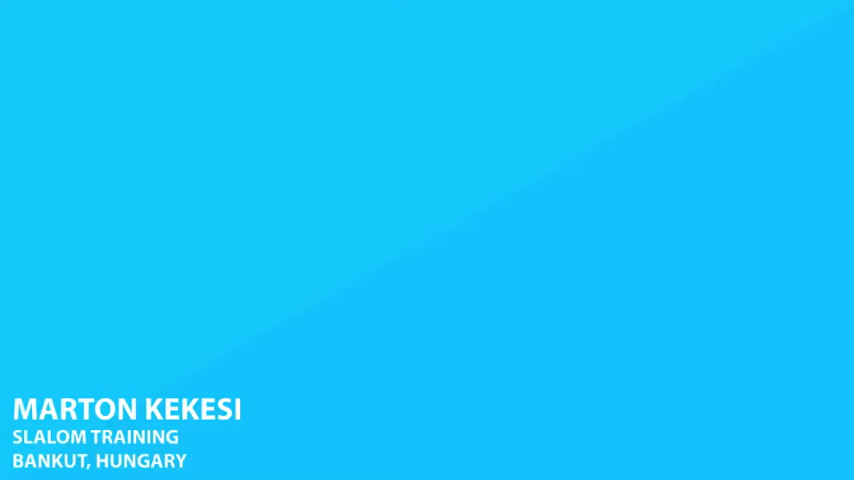 MARTON KEKESI
SLALOM TRAINING
BANKUT, HUNGARY